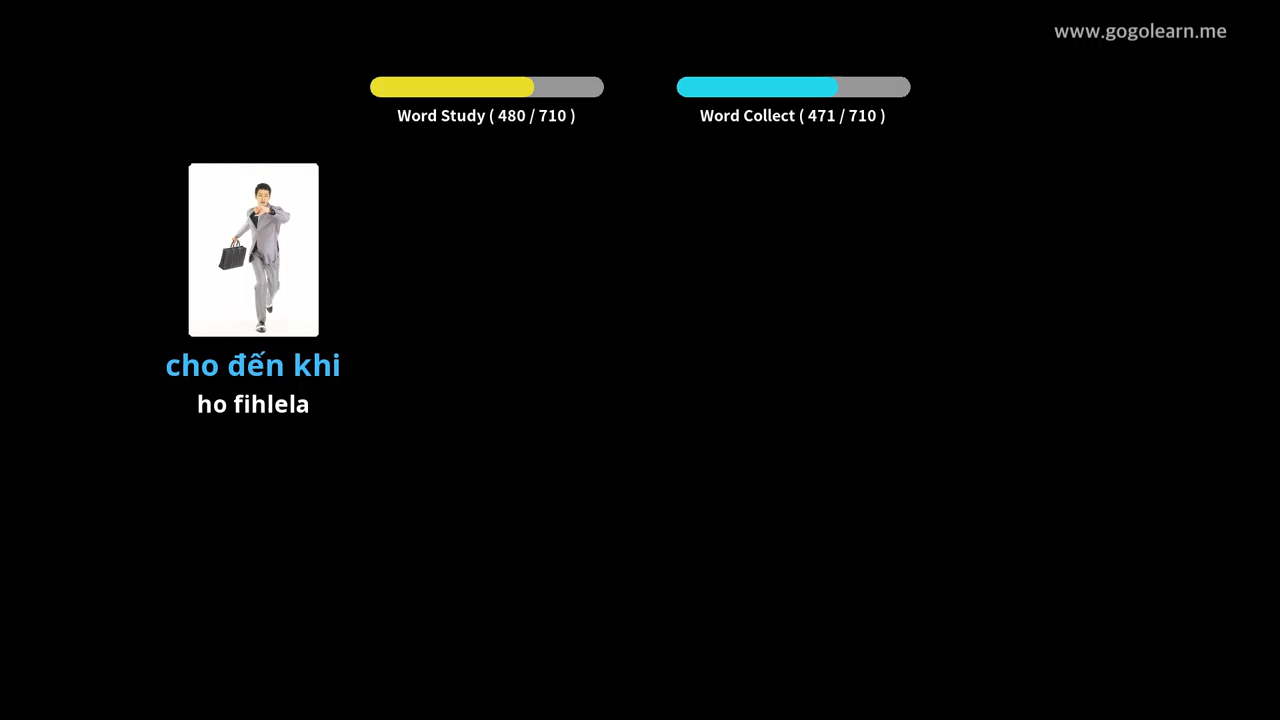 www.gogolearn.me
Word Study ( 480 / 710 )
Word Collect ( 471 / 710 )
cho đến khi
ho fihlela